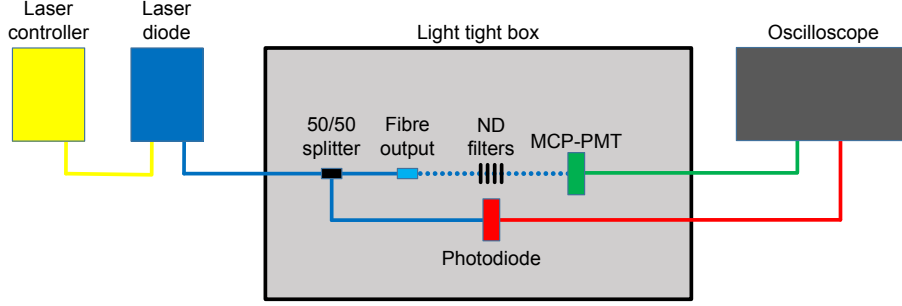 Laser
controller
Laser
diode
Light tight box
Oscilloscope
50/50
splitter
Fibre
output
ND
filters
MCP-PMT
Photodiode